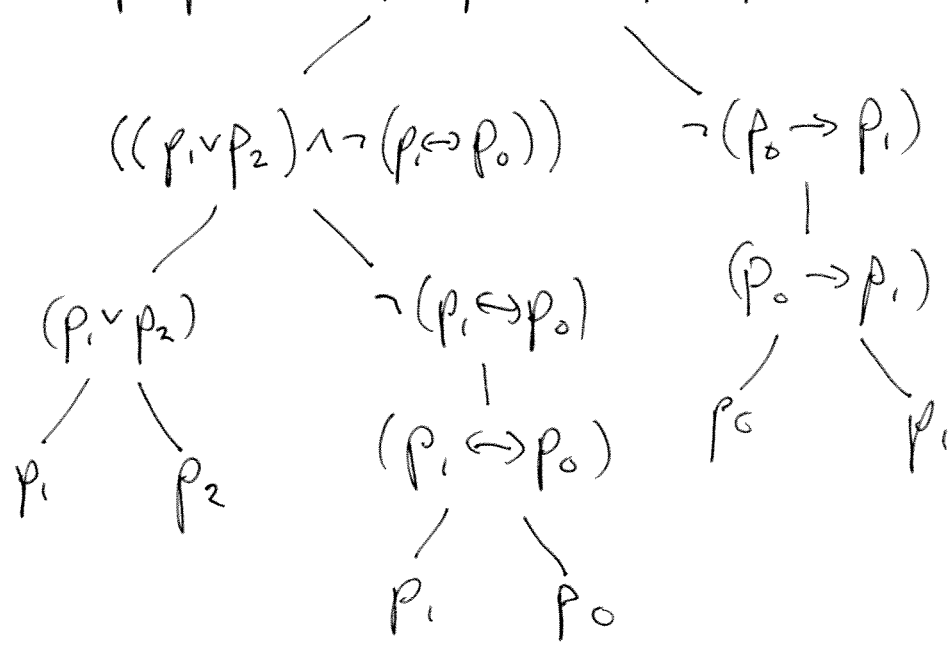 ((p₁∨p₂)∧¬(p₁↔p₀)) ¬(p₀→p₁)
(p₁∨p₂) ¬(p₁↔p₀) (p₀→p₁)
p₁ p₂ (p₁↔p₀) p₀ p₁
p₁ p₀